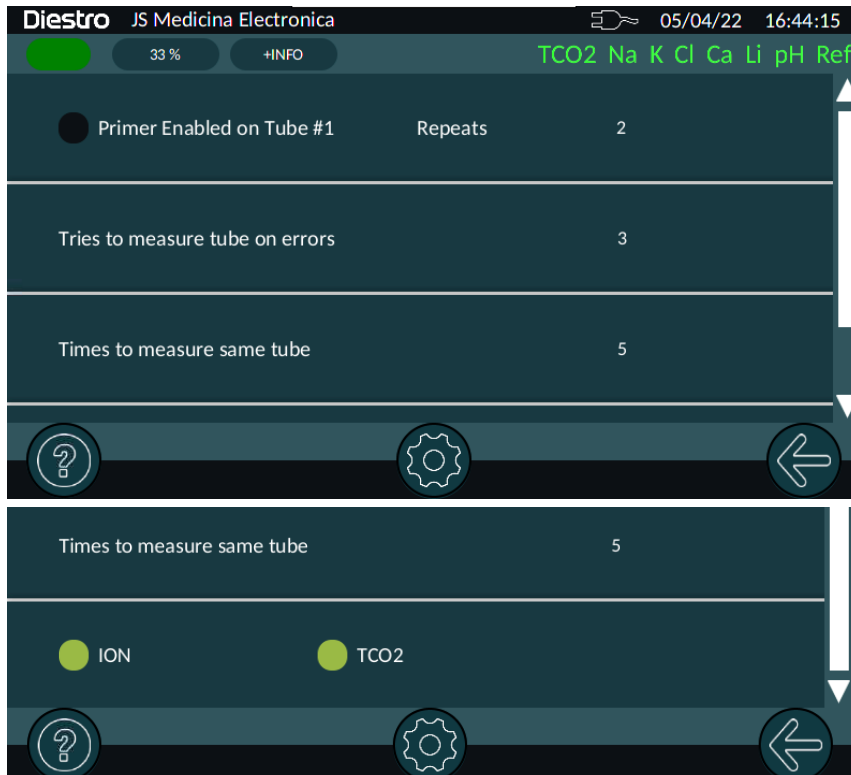 Diestro JS Medicina Electronica 05/04/22 16:44:15
33 % +INFO TCO2 Na K Cl Ca Li pH Ref
Primer Enabled on Tube #1 Repeats 2
Tries to measure tube on errors 3
Times to measure same tube 5
?
Times to measure same tube 5
ION TCO2
?